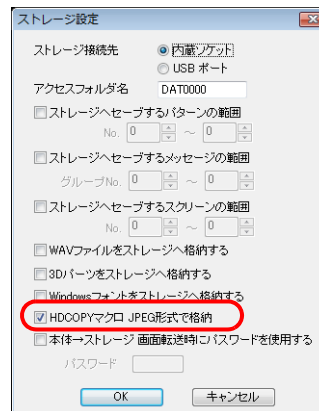 ストレージ設定
ストレージ接続先 内蔵ソケット
USB ポート
アクセスフォルダ名 DAT0000
ストレージへセーブするパターンの範囲
No. 0 ～ 0
ストレージへセーブするメッセージの範囲
グループNo. 0 ～ 0
ストレージへセーブするスクリーンの範囲
No. 0 ～ 0
WAVファイルをストレージへ格納する
3Dパーツをストレージへ格納する
Windowsフォントをストレージへ格納する
HDCOPYマクロ JPEG形式で格納
本体→ストレージ 画面転送時にパスワードを使用する
パスワード
OK キャンセル